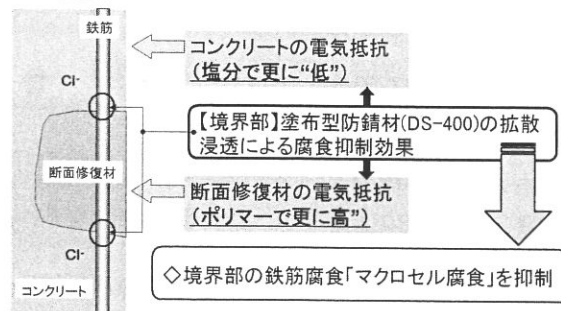 鉄筋
コンクリートの電気抵抗
(塩分で更に“低”)
Cl-
【境界部】塗布型防錆材(DS-400)の拡散
浸透による腐食抑制効果
断面修復材
断面修復材の電気抵抗
(ポリマーで更に高”)
Cl-
◇境界部の鉄筋腐食「マクロセル腐食」を抑制
コンクリート